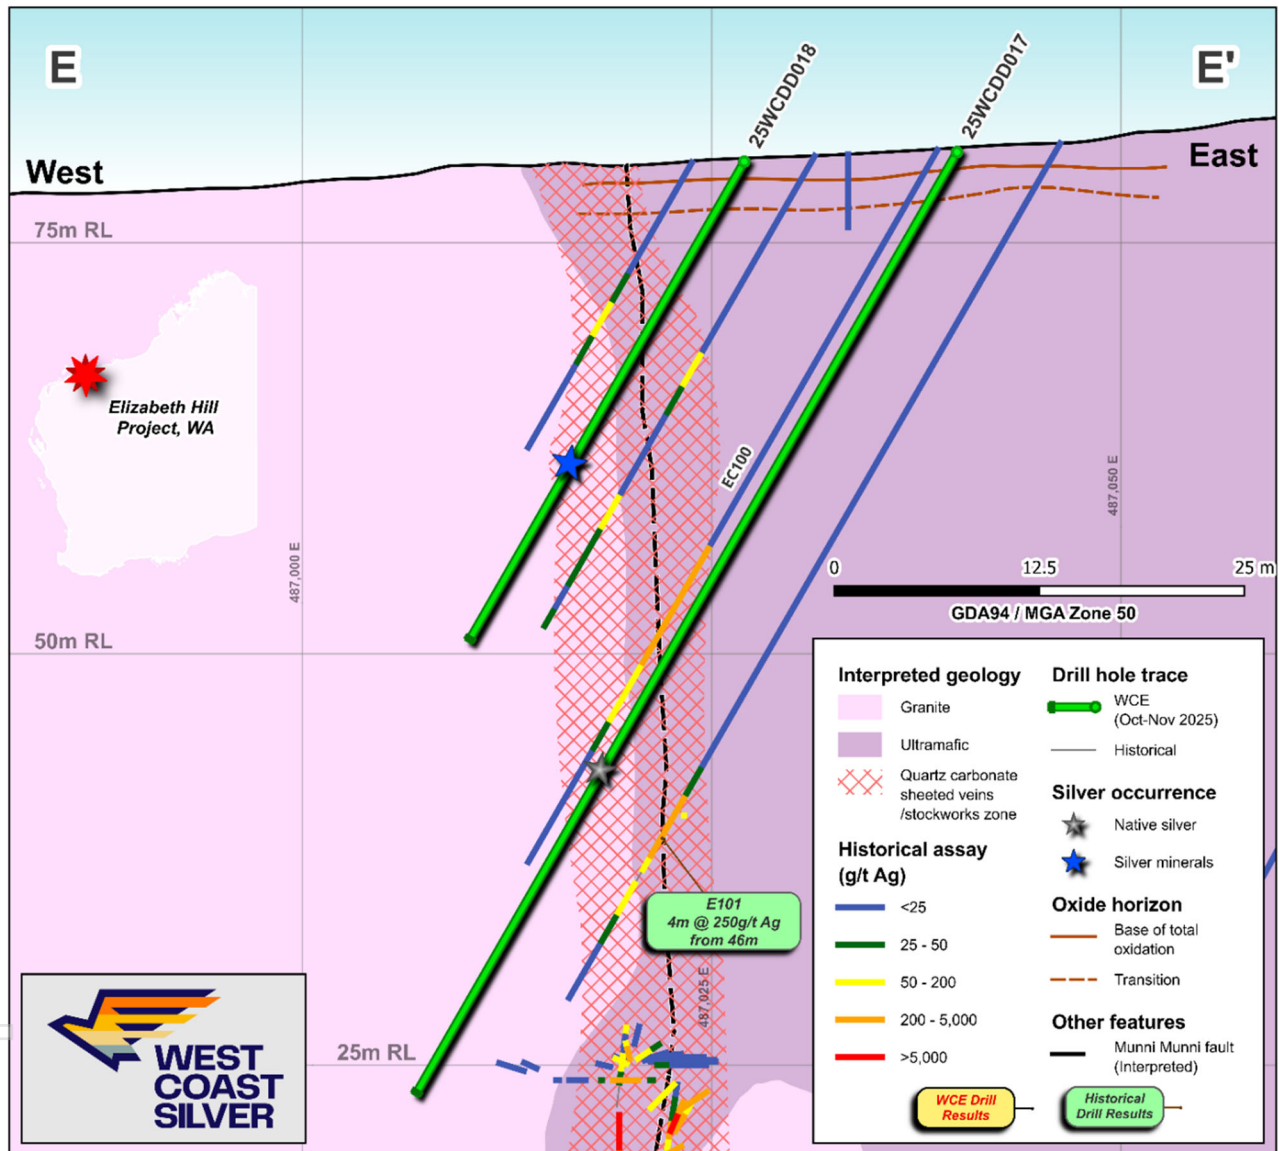 E
E'
25WCDD018
25WCDD017
West
East
75m RL
Elizabeth Hill
Project, WA
EC100
487,000 E
487,050 E
0 12.5 25 m
GDA94 / MGA Zone 50
50m RL
Interpreted geology
Granite
Ultramafic
Quartz carbonate
sheeted veins
/stockworks zone
Historical assay
(g/t Ag)
<25
25 - 50
50 - 200
200 - 5,000
>5,000
Drill hole trace
WCE
(Oct-Nov 2025)
Historical
Silver occurrence
Native silver
Silver minerals
Oxide horizon
Base of total
oxidation
Transition
Other features
Munni Munni fault
(Interpreted)
WCE Drill
Results
Historical
Drill Results
E101
4m @ 250g/t Ag
from 46m
487,025 E
25m RL
WEST
COAST
SILVER